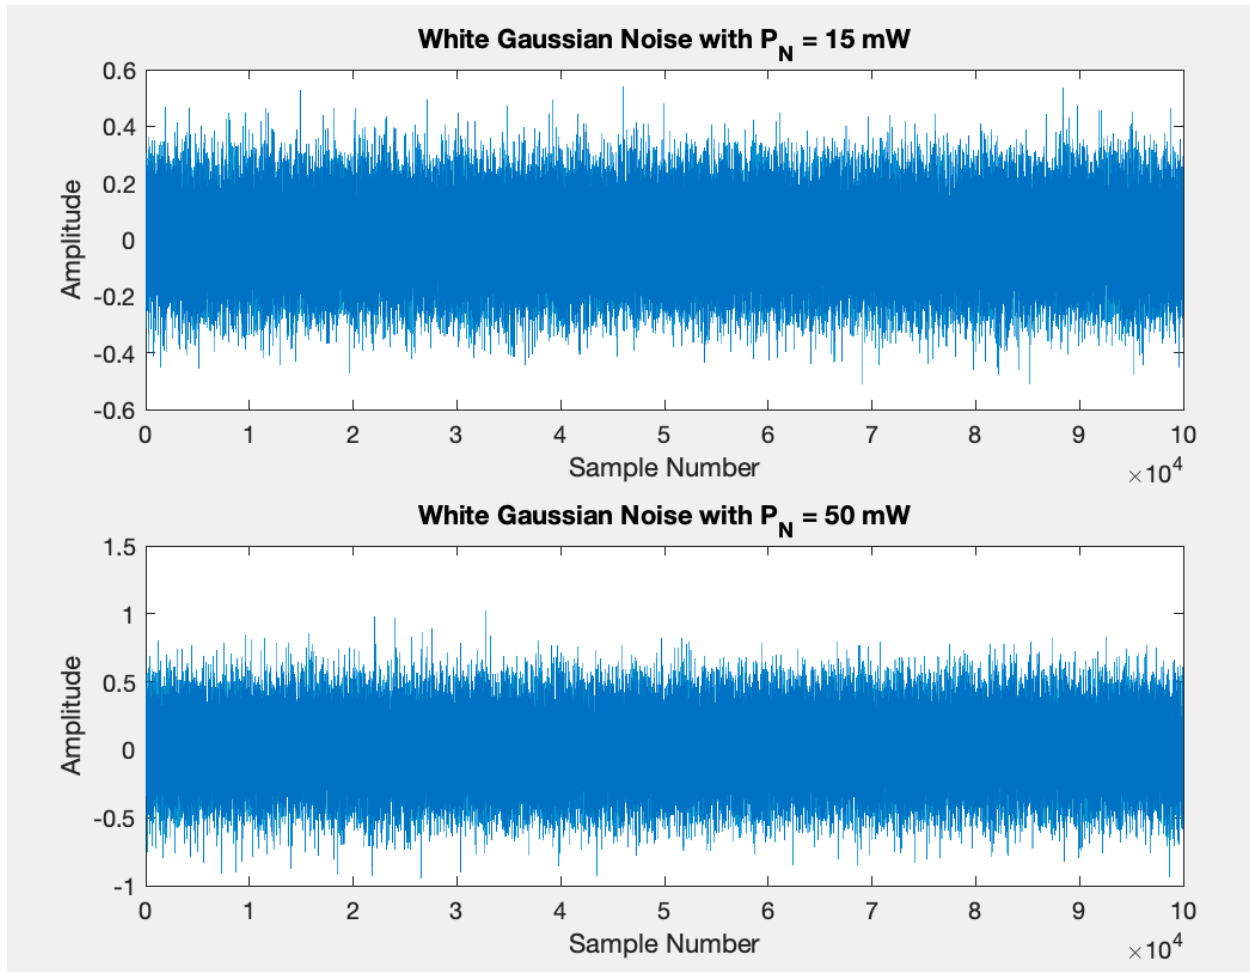 White Gaussian Noise with P_N = 15 mW
0.6
0.4
0.2
0
-0.2
-0.4
-0.6
Amplitude
0 1 2 3 4 5 6 7 8 9 10
Sample Number
×10^4
White Gaussian Noise with P_N = 50 mW
1.5
1
0.5
0
-0.5
-1
Amplitude
0 1 2 3 4 5 6 7 8 9 10
Sample Number
×10^4